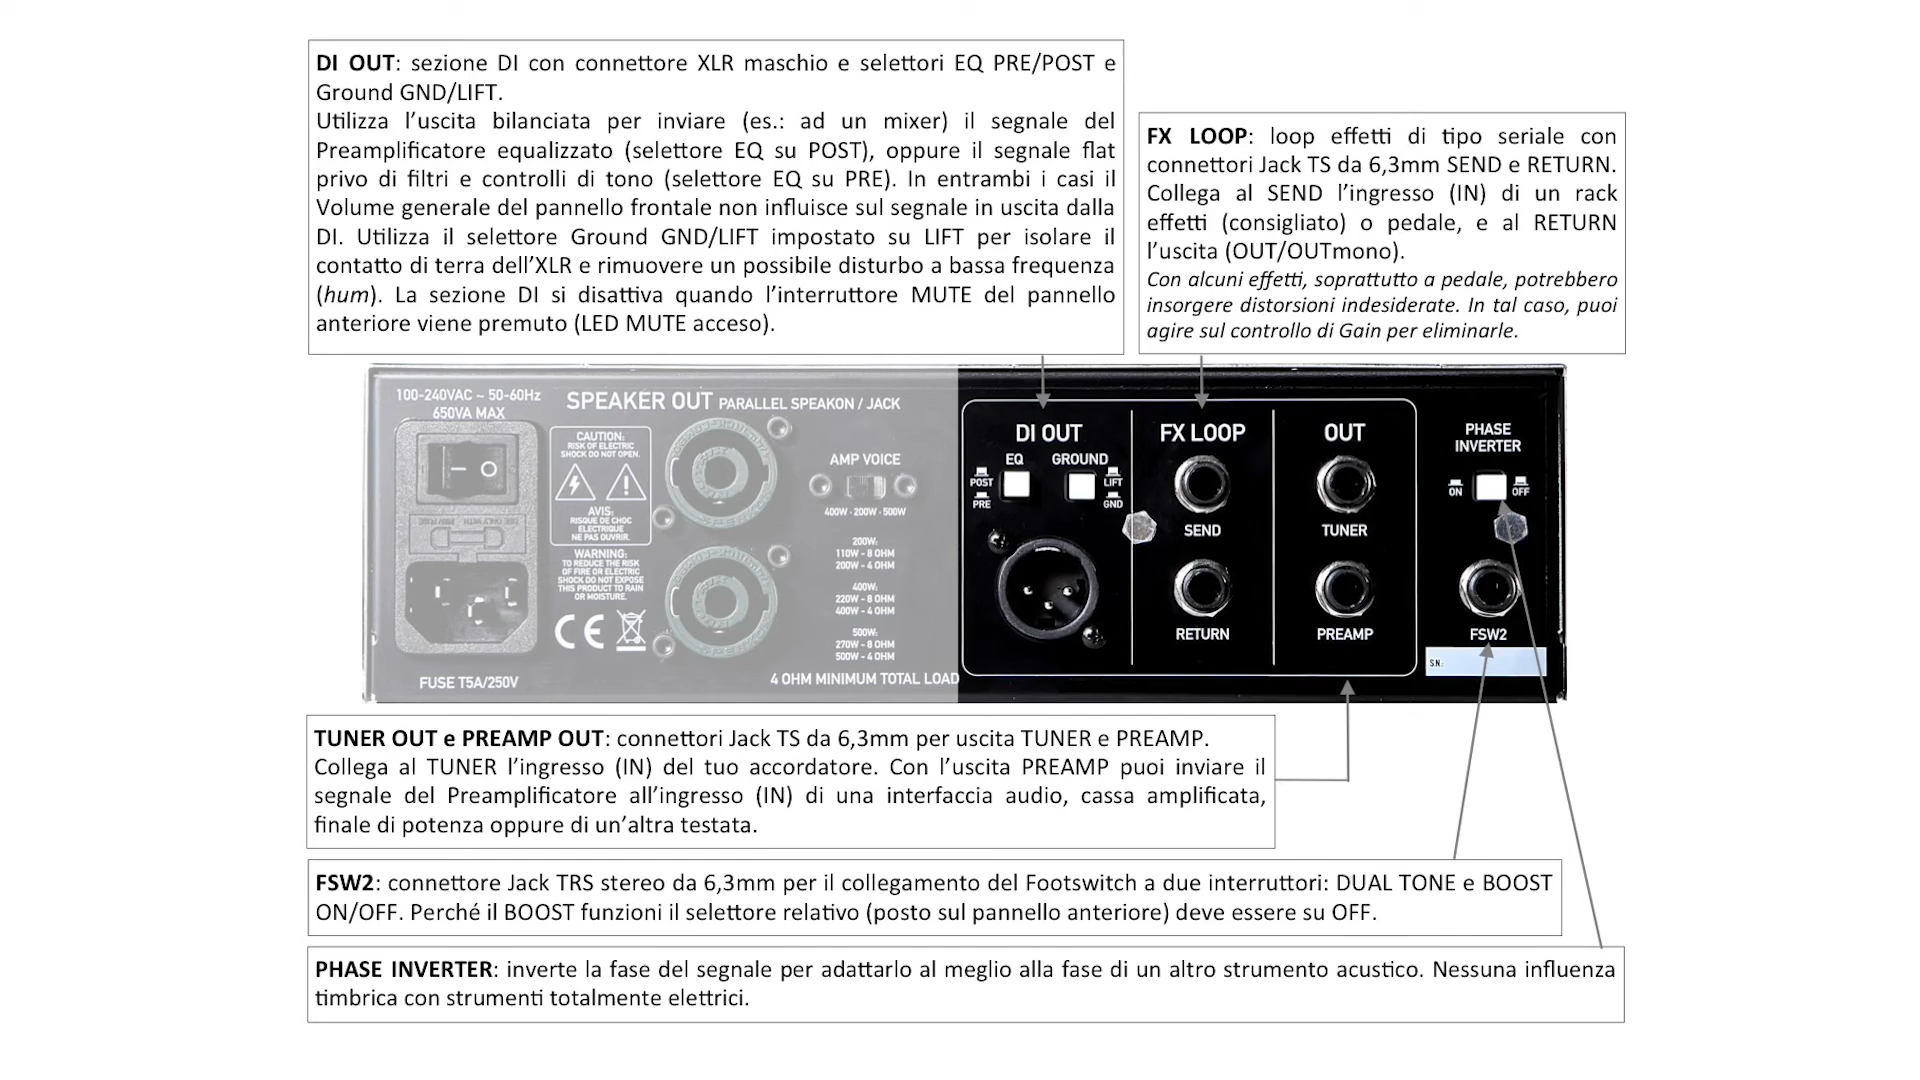 DI OUT: sezione DI con connettore XLR maschio e selettori EQ PRE/POST e
Ground GND/LIFT.
Utilizza l’uscita bilanciata per inviare (es.: ad un mixer) il segnale del
Preamplificatore equalizzato (selettore EQ su POST), oppure il segnale flat
privo di filtri e controlli di tono (selettore EQ su PRE). In entrambi i casi il
Volume generale del pannello frontale non influisce sul segnale in uscita dalla
DI. Utilizza il selettore Ground GND/LIFT impostato su LIFT per isolare il
contatto di terra dell’XLR e rimuovere un possibile disturbo a bassa frequenza
(hum). La sezione DI si disattiva quando l’interruttore MUTE del pannello
anteriore viene premuto (LED MUTE acceso).
FX LOOP: loop effetti di tipo seriale con
connettori Jack TS da 6,3mm SEND e RETURN.
Collega al SEND l’ingresso (IN) di un rack
effetti (consigliato) o pedale, e al RETURN
l’uscita (OUT/OUTmono).
Con alcuni effetti, soprattutto a pedale, potrebbero
insorgere distorsioni indesiderate. In tal caso, puoi
agire sul controllo di Gain per eliminarle.
100-240VAC ~ 50-60Hz
650VA MAX
FUSE T5A/250V
SPEAKER OUT PARALLEL SPEAKON / JACK
CAUTION:
RISK OF ELECTRIC
SHOCK DO NOT OPEN.
AVIS:
RISQUE DE CHOC
ELECTRIQUE
NE PAS OUVRIR.
WARNING:
TO REDUCE THE RISK
OF FIRE OR ELECTRIC
SHOCK DO NOT EXPOSE
THIS PRODUCT TO RAIN
OR MOISTURE.
CE
AMP VOICE
400W - 200W - 500W
200W:
110W - 8 OHM
200W - 4 OHM
400W:
220W - 8 OHM
400W - 4 OHM
500W:
270W - 8 OHM
500W - 4 OHM
4 OHM MINIMUM TOTAL LOAD
DI OUT
EQ GROUND
POST
PRE
LIFT
GND
FX LOOP
SEND
RETURN
OUT
TUNER
PREAMP
PHASE
INVERTER
ON OFF
FSW2
S.N.:
TUNER OUT e PREAMP OUT: connettori Jack TS da 6,3mm per uscita TUNER e PREAMP.
Collega al TUNER l’ingresso (IN) del tuo accordatore. Con l’uscita PREAMP puoi inviare il
segnale del Preamplificatore all’ingresso (IN) di una interfaccia audio, cassa amplificata,
finale di potenza oppure di un’altra testata.
FSW2: connettore Jack TRS stereo da 6,3mm per il collegamento del Footswitch a due interruttori: DUAL TONE e BOOST
ON/OFF. Perché il BOOST funzioni il selettore relativo (posto sul pannello anteriore) deve essere su OFF.
PHASE INVERTER: inverte la fase del segnale per adattarlo al meglio alla fase di un altro strumento acustico. Nessuna influenza
timbrica con strumenti totalmente elettrici.